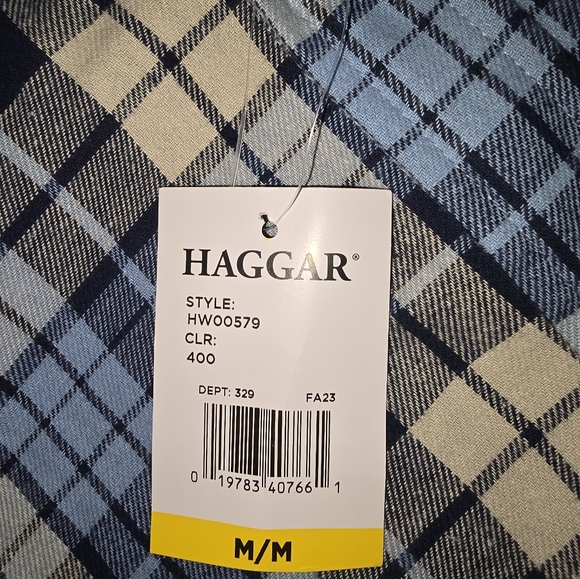 HAGGAR®
STYLE:
HW00579
CLR:
400
DEPT: 329 FA23
0 19783 40766 1
M/M